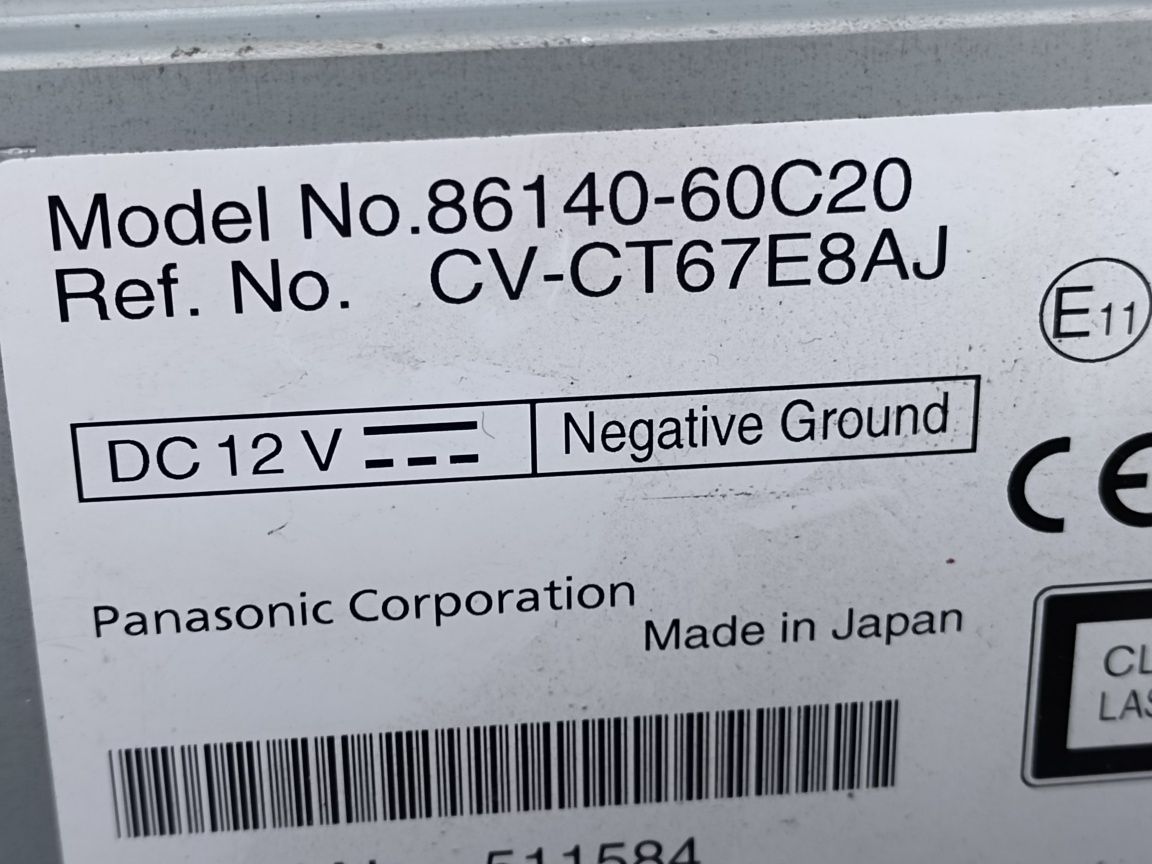 Model No.86140-60C20
Ref. No. CV-CT67E8AJ
E11
DC 12 V
Negative Ground
CE
Panasonic Corporation
Made in Japan
511584